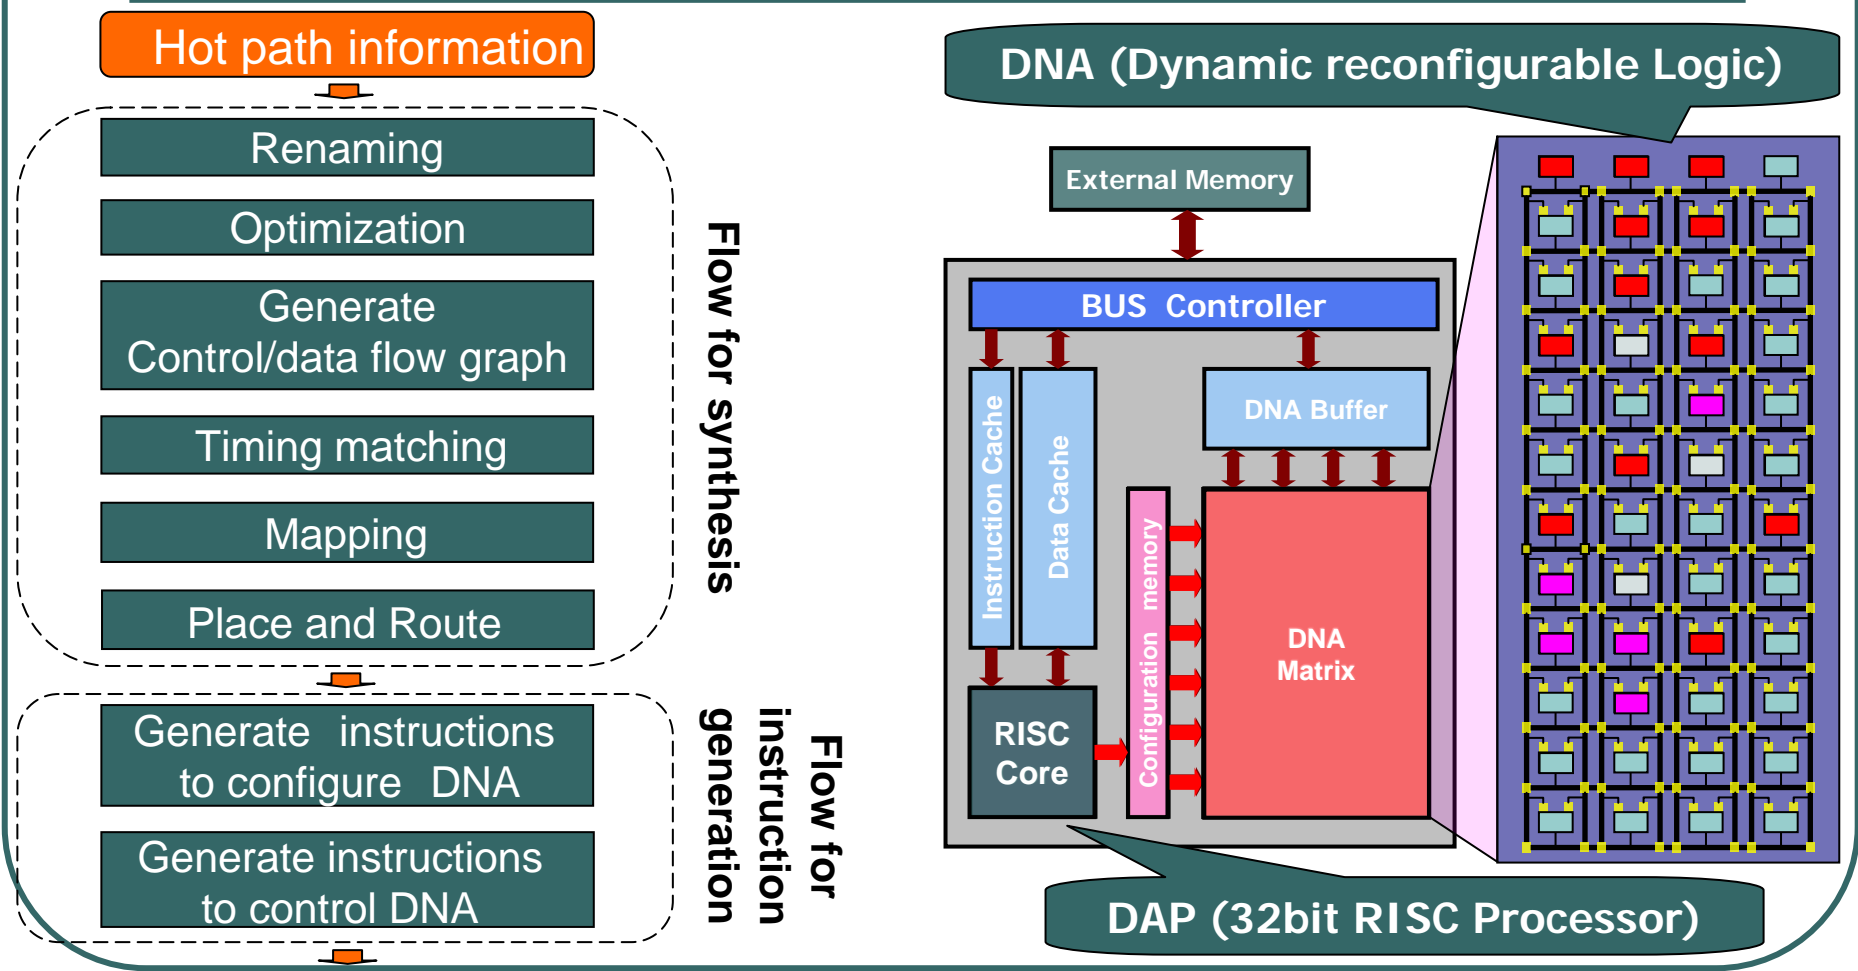 Hot path information
Renaming
Optimization
Generate
Control/data flow graph
Timing matching
Mapping
Place and Route
Flow for synthesis
Generate instructions
to configure DNA
Generate instructions
to control DNA
Flow for
instruction
generation
DNA (Dynamic reconfigurable Logic)
External Memory
BUS Controller
Instruction Cache
Data Cache
DNA Buffer
Configuration memory
DNA
Matrix
RISC
Core
DAP (32bit RISC Processor)